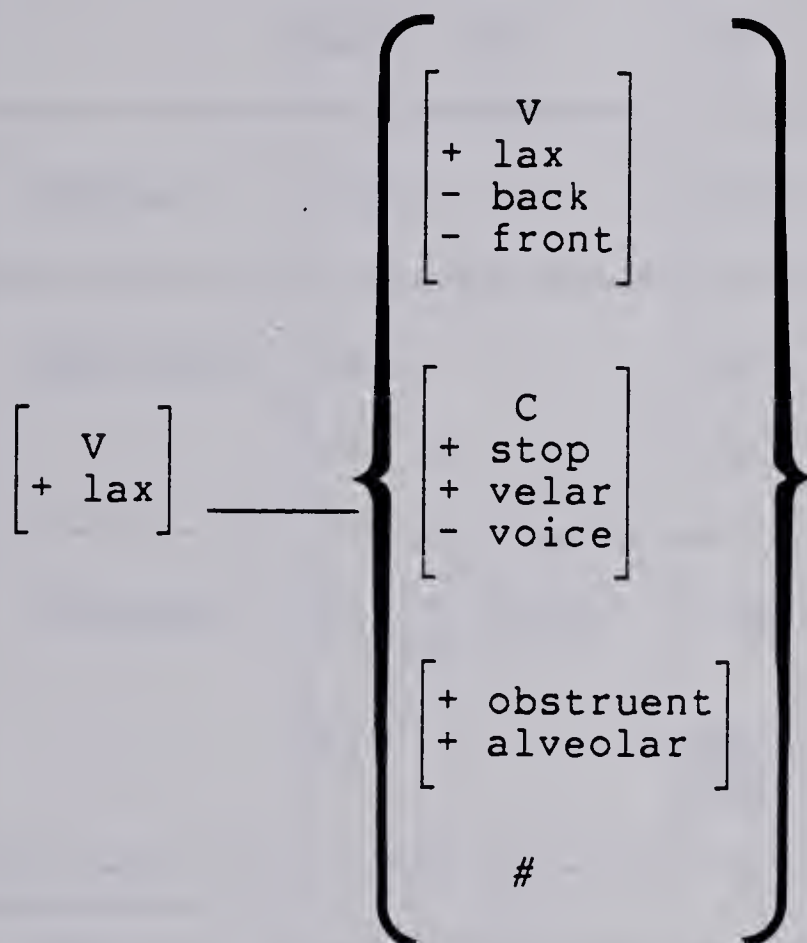 V
+ lax
- back
- front
C
+ stop
+ velar
- voice
V
+ lax
+ obstruent
+ alveolar
#